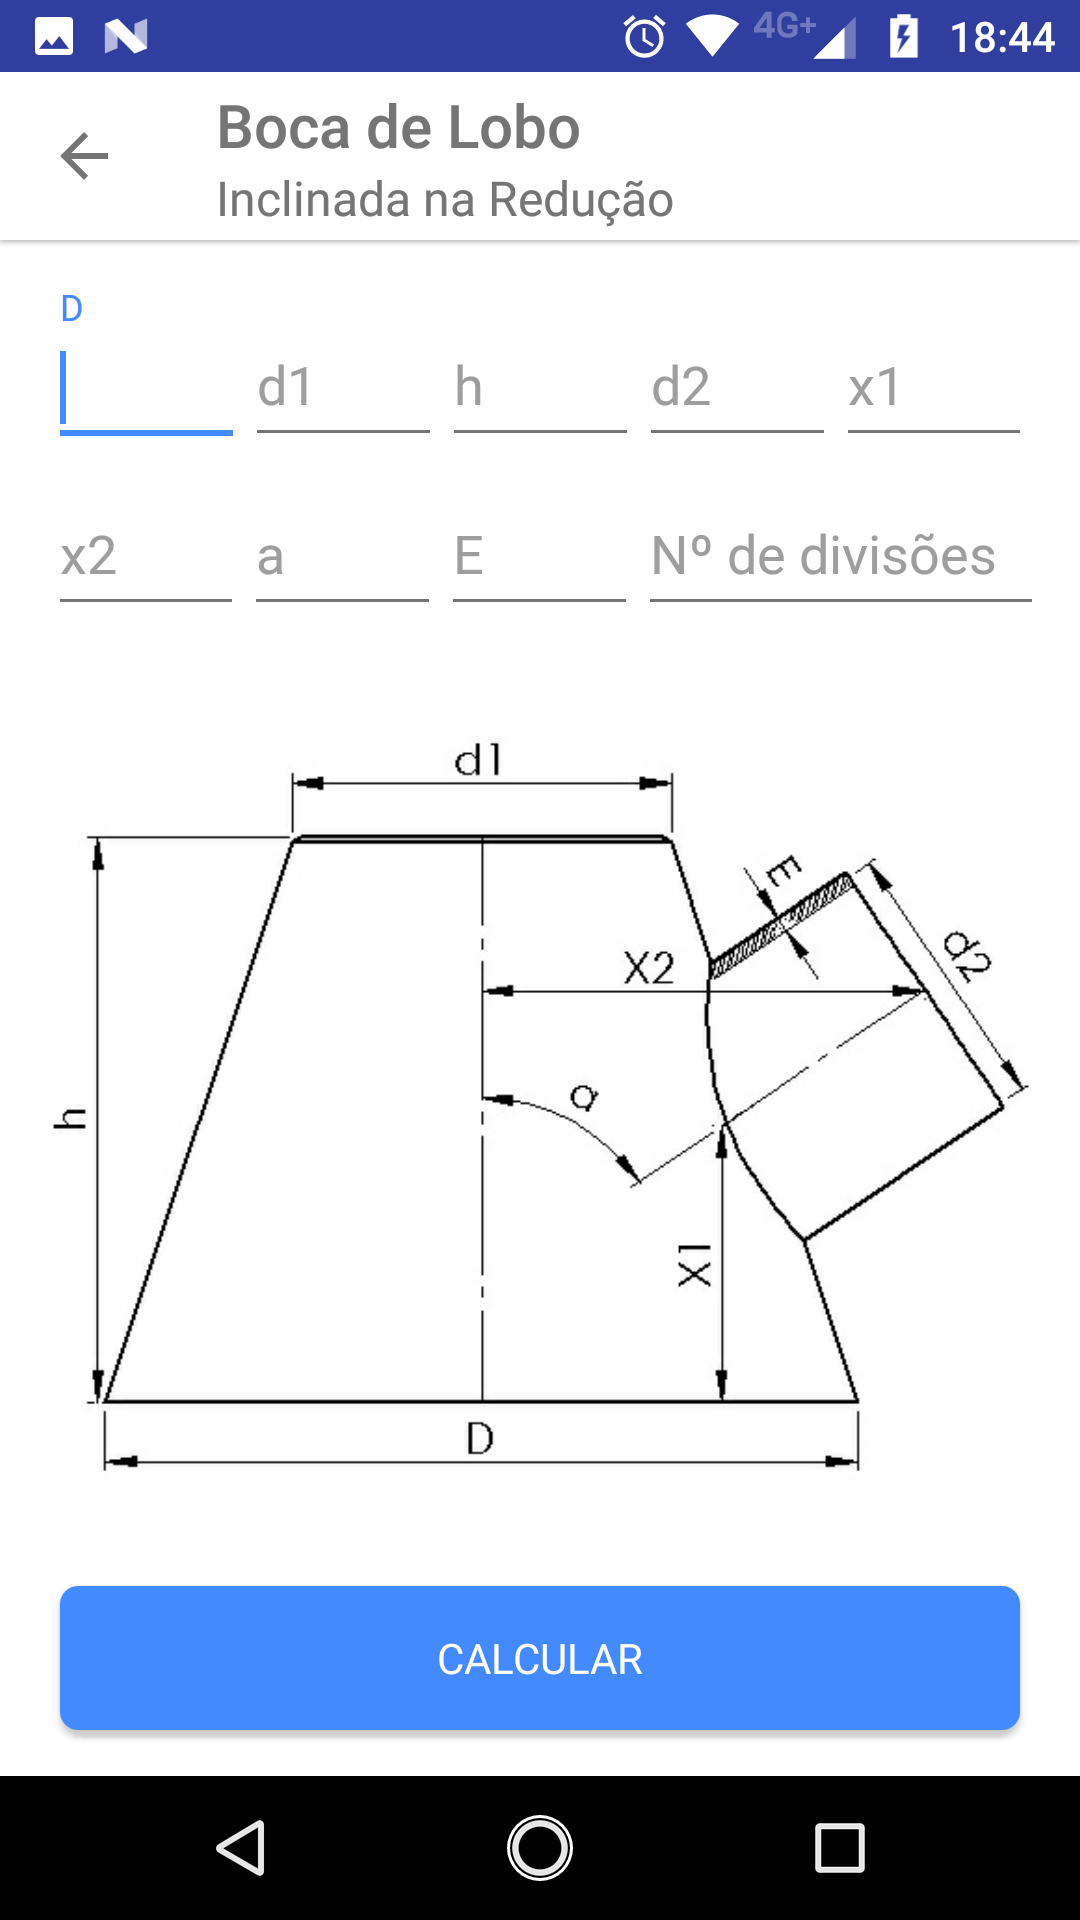 4G+ 18:44
Boca de Lobo
Inclinada na Redução
D
d1 h d2 x1
x2 a E Nº de divisões
d1
E
d2
X2
α
h
X1
D
CALCULAR